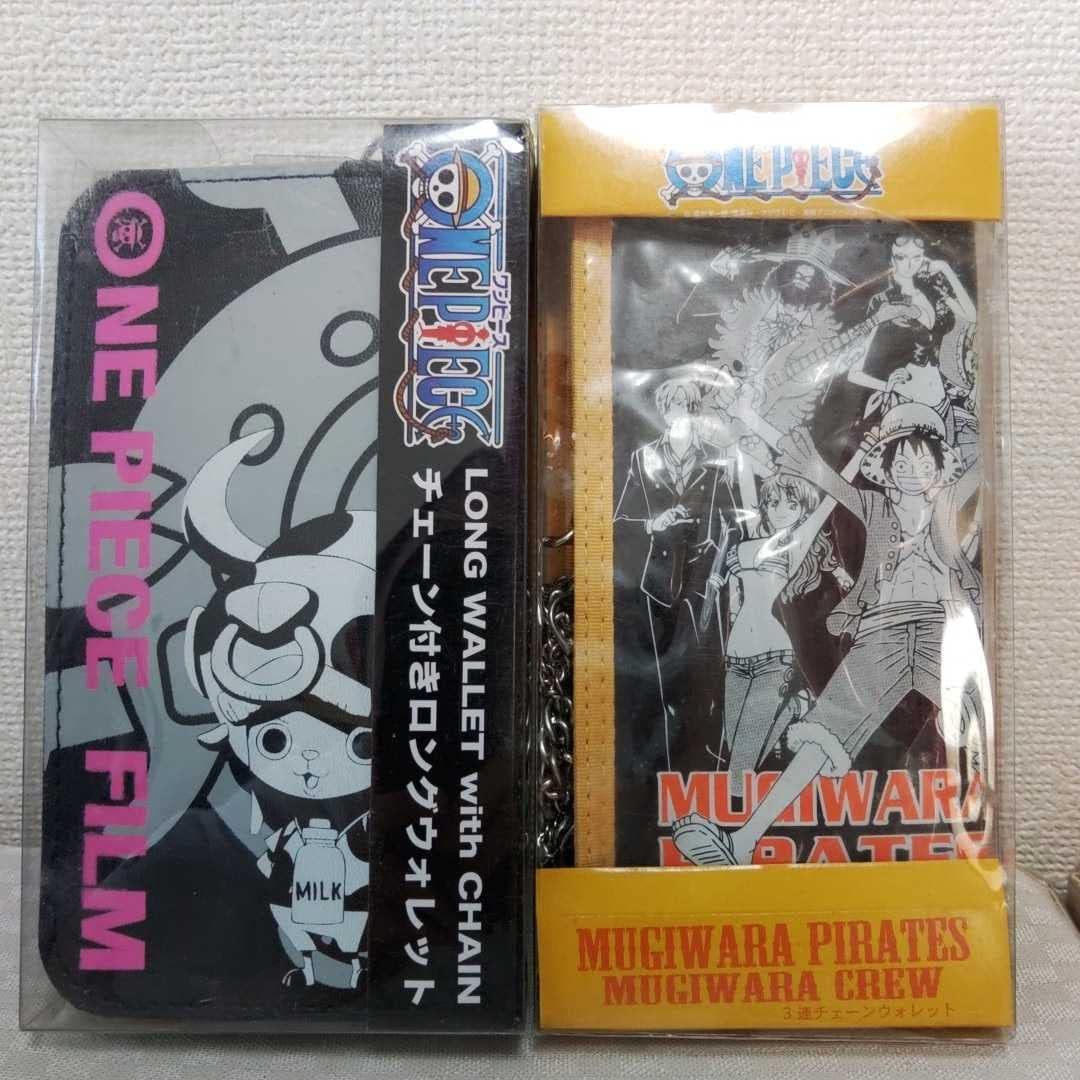 ONE PIECE FILM
MILK
ONE PIECE
ワンピース
LONG WALLET with CHAIN
チェーン付きロングウォレット
ONE PIECE
MUGIWARA
PIRATES
MUGIWARA PIRATES
MUGIWARA CREW
3連チェーンウォレット